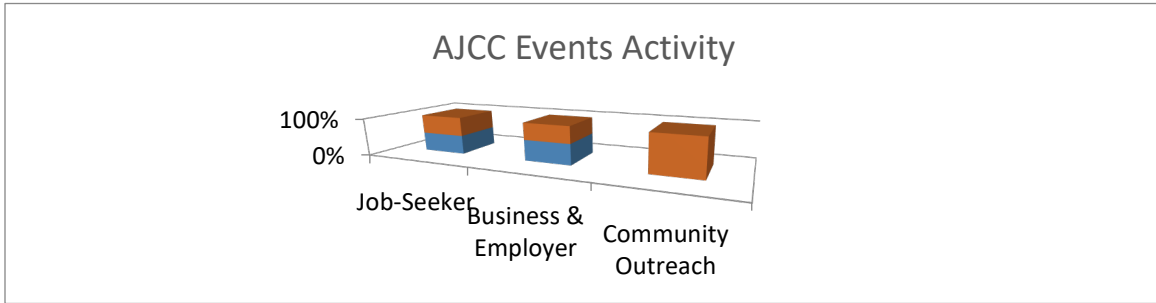 AJCC Events Activity
100%
0%
Job-Seeker
Business &
Employer
Community
Outreach